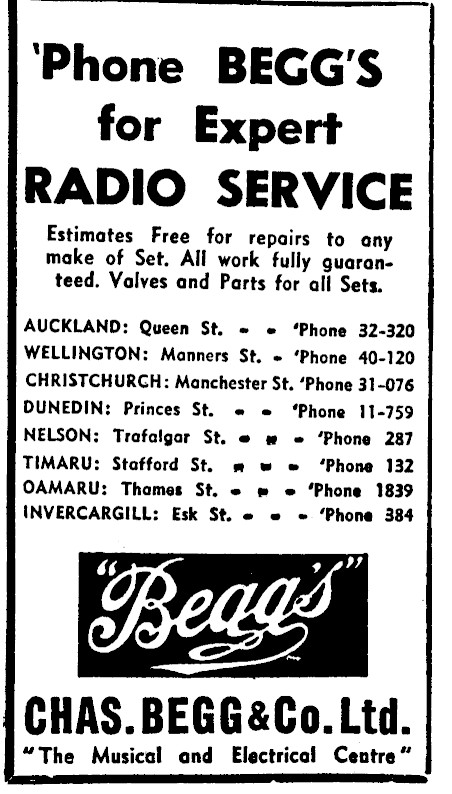 'Phone BEGG'S
for Expert
RADIO SERVICE
Estimates Free for repairs to any
make of Set. All work fully guaran-
teed. Valves and Parts for all Sets.
AUCKLAND: Queen St. - - 'Phone 32-320
WELLINGTON: Manners St. - 'Phone 40-120
CHRISTCHURCH: Manchester St. 'Phone 31-076
DUNEDIN: Princes St. - - 'Phone 11-759
NELSON: Trafalgar St. - - - 'Phone 287
TIMARU: Stafford St. - - - 'Phone 132
OAMARU: Thames St. - - - 'Phone 1839
INVERCARGILL: Esk St. - - - 'Phone 384
"Begg's"
CHAS. BEGG & Co. Ltd.
"The Musical and Electrical Centre"